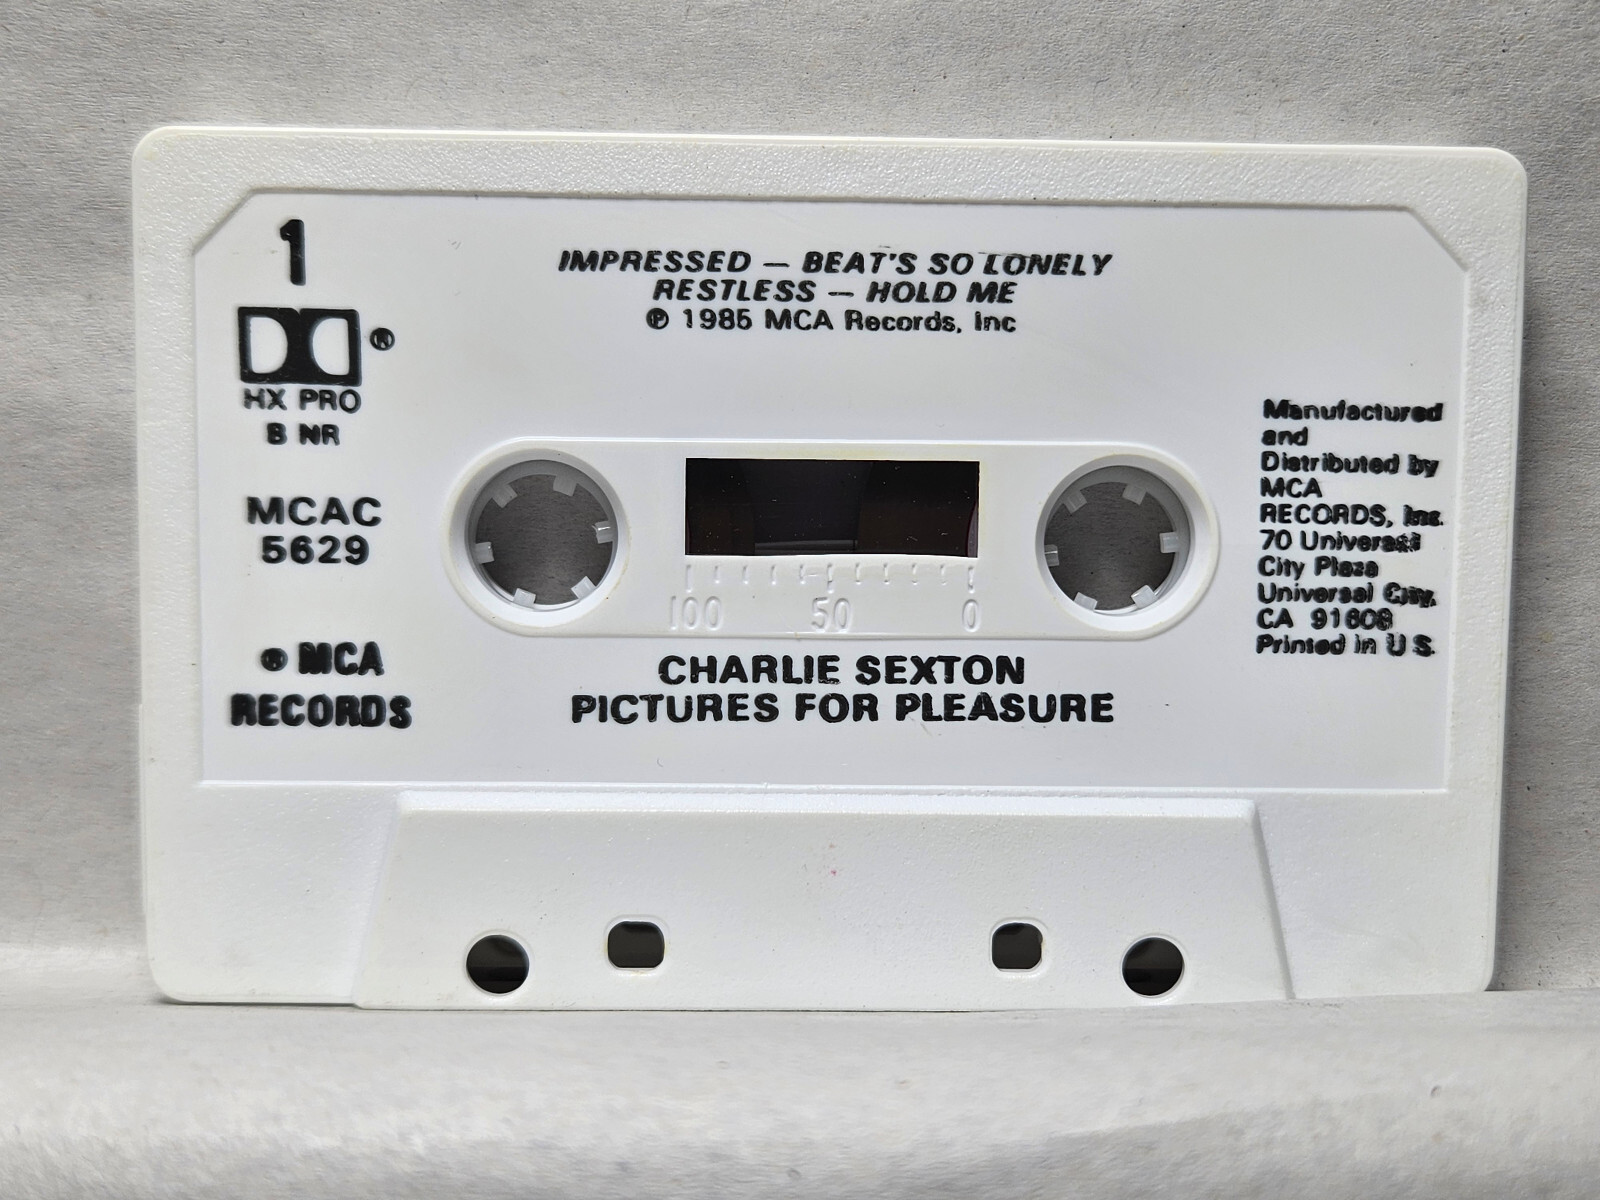 1
IMPRESSED — BEAT'S SO LONELY
RESTLESS — HOLD ME
℗ 1985 MCA Records, Inc
®
HX PRO
B NR
MCAC
5629
® MCA
RECORDS
100 50 0
CHARLIE SEXTON
PICTURES FOR PLEASURE
Manufactured
and
Distributed by
MCA
RECORDS, Inc.
70 Universal
City Plaza
Universal City,
CA 91608
Printed in U S.